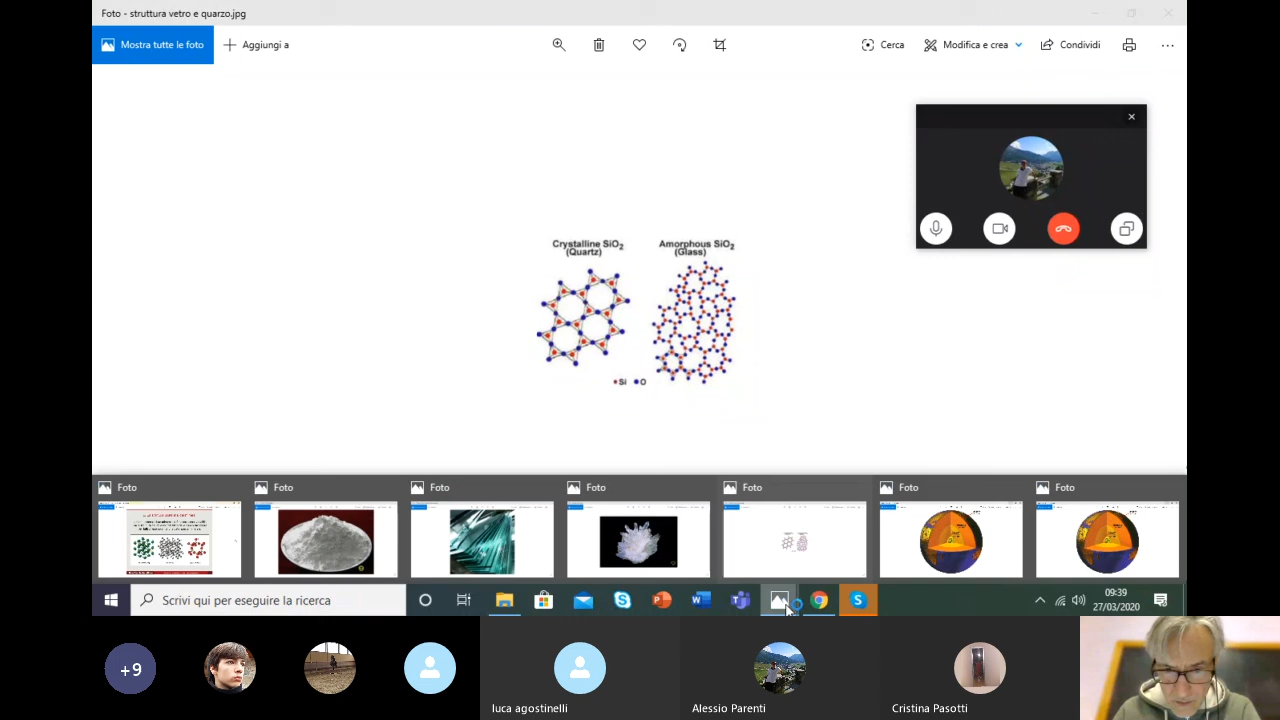 Foto - struttura vetro e quarzo.jpg
Mostra tutte le foto
Aggiungi a
Cerca
Modifica e crea
Condividi
Crystalline SiO2
(Quartz)
Amorphous SiO2
(Glass)
Si O
Foto
Foto
Foto
Foto
Foto
Foto
Foto
Scrivi qui per eseguire la ricerca
09:39
27/03/2020
+9
luca agostinelli
Alessio Parenti
Cristina Pasotti